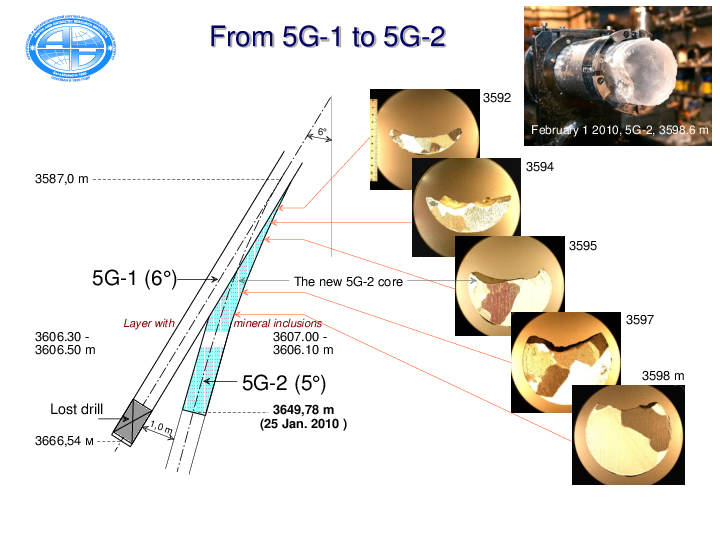 From 5G-1 to 5G-2
February 1 2010, 5G-2, 3598.6 m
3592
6°
3594
3587,0 m
3595
5G-1 (6°)
The new 5G-2 core
3597
Layer with
mineral inclusions
3606.30 -
3606.50 m
3607.00 -
3606.10 m
3598 m
5G-2 (5°)
Lost drill
3649,78 m
(25 Jan. 2010 )
1,0 m
3666,54 м